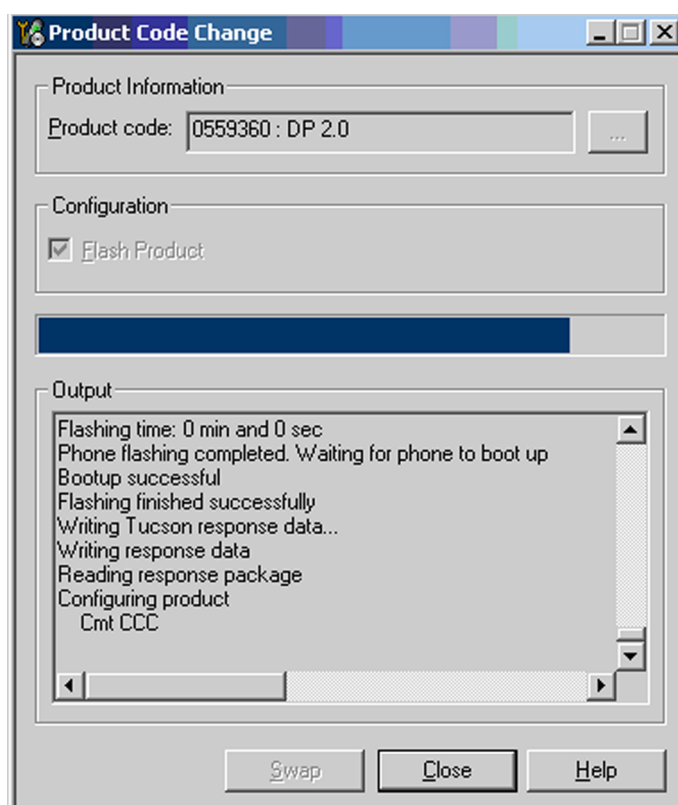 Product Code Change
Product Information
Product code: 0559360 : DP 2.0
...
Configuration
Flash Product
Output
Flashing time: 0 min and 0 sec
Phone flashing completed. Waiting for phone to boot up
Bootup successful
Flashing finished successfully
Writing Tucson response data...
Writing response data
Reading response package
Configuring product
Cmt CCC
Swap Close Help